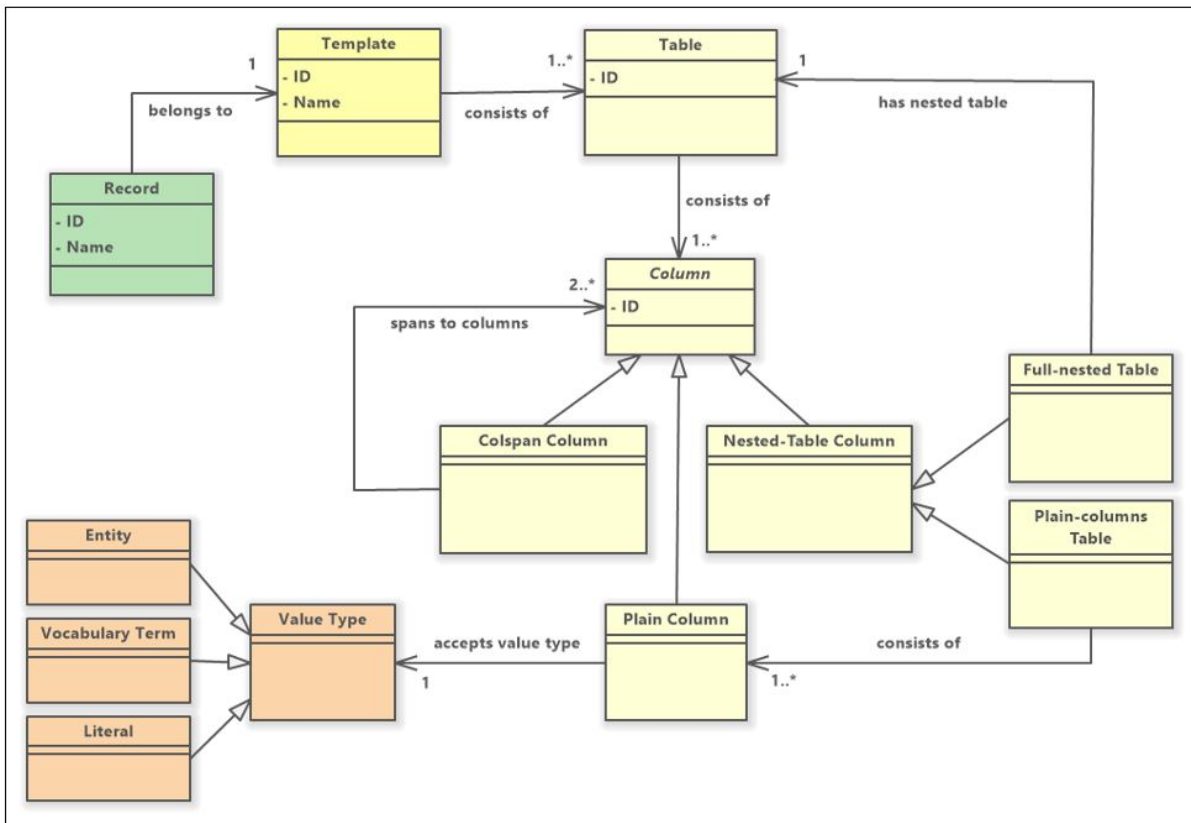 Template
- ID
- Name
Table
- ID
1
1..*
1
belongs to
consists of
has nested table
Record
- ID
- Name
consists of
1..*
Column
- ID
2..*
spans to columns
Full-nested Table
Colspan Column
Nested-Table Column
Plain-columns
Table
Entity
Vocabulary Term
Literal
Value Type
accepts value type
1
Plain Column
consists of
1..*